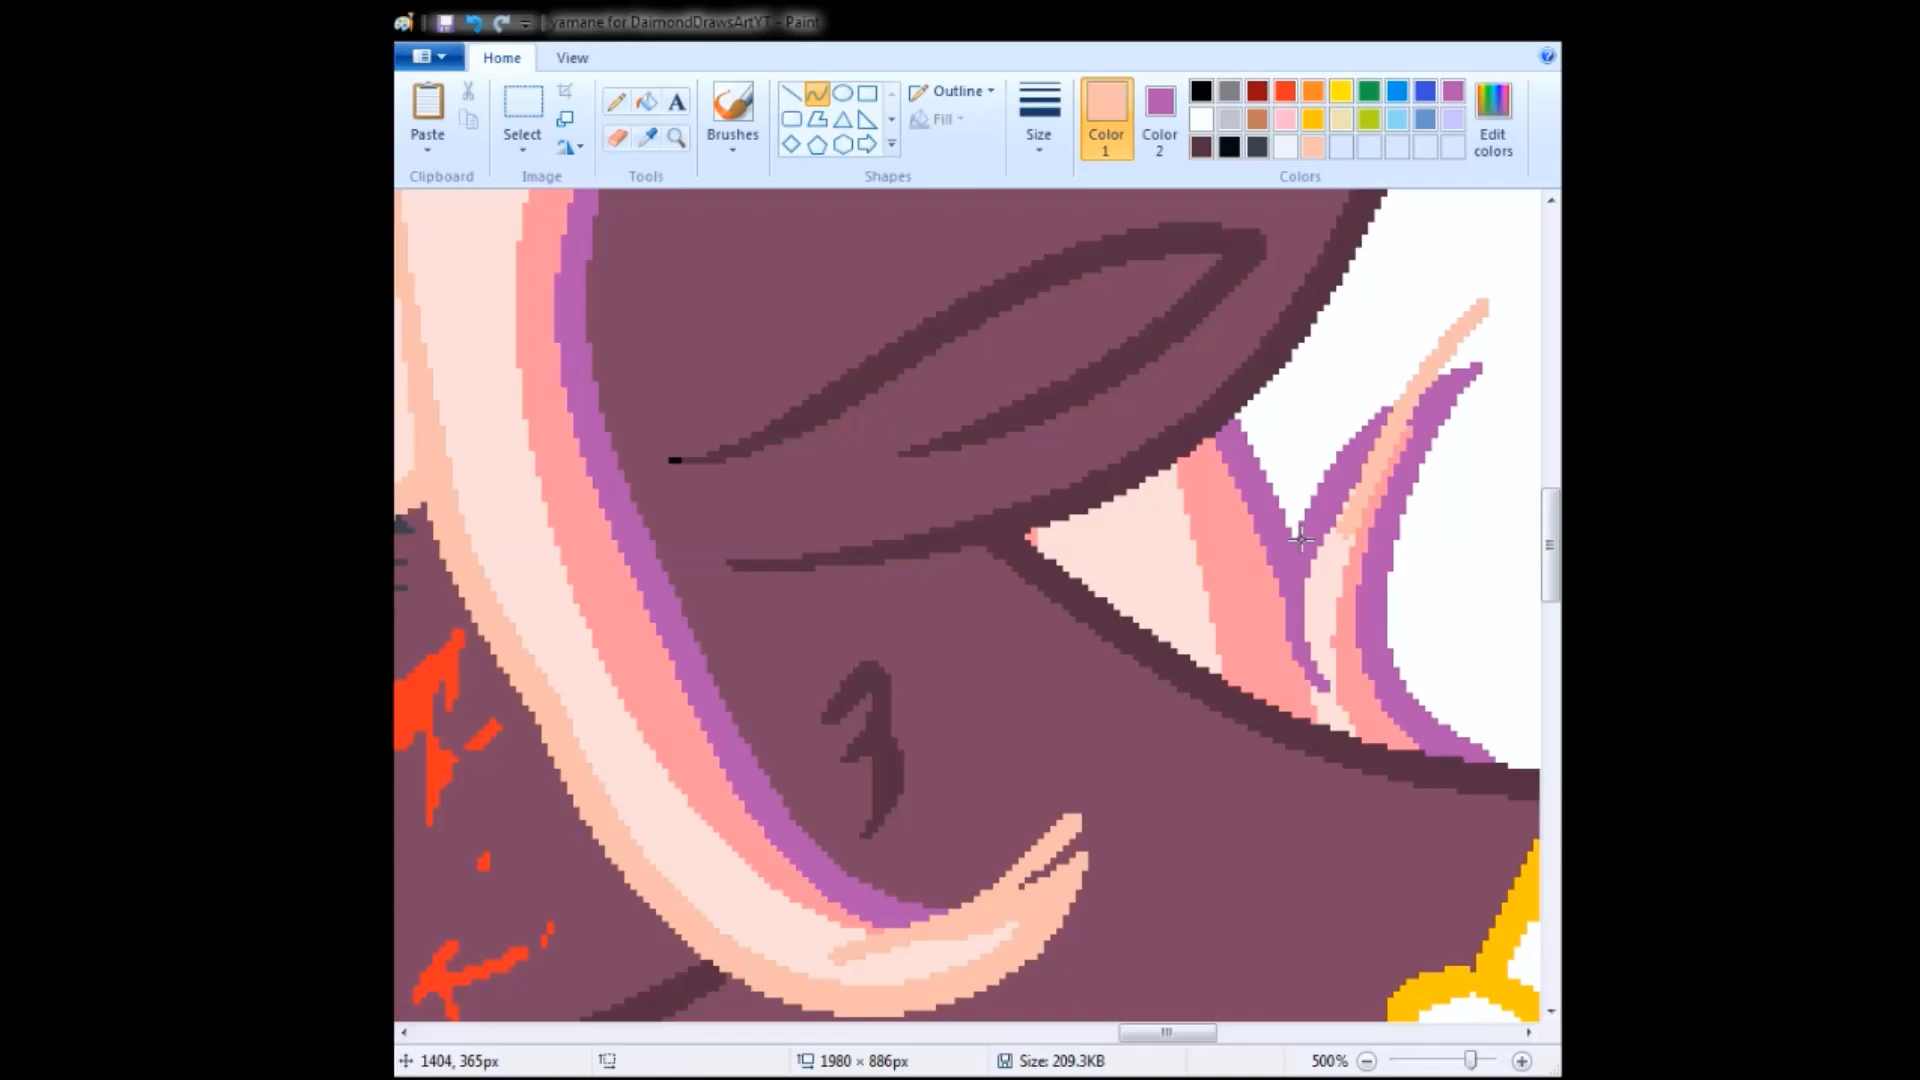 yamane for DaimondDrawsArtYT - Paint
Home View
Paste Select Brushes Outline Fill Size Color 1 Color 2 Edit colors
A
Clipboard Image Tools Shapes Colors
1404, 365px 1980 × 886px Size: 209.3KB 500%